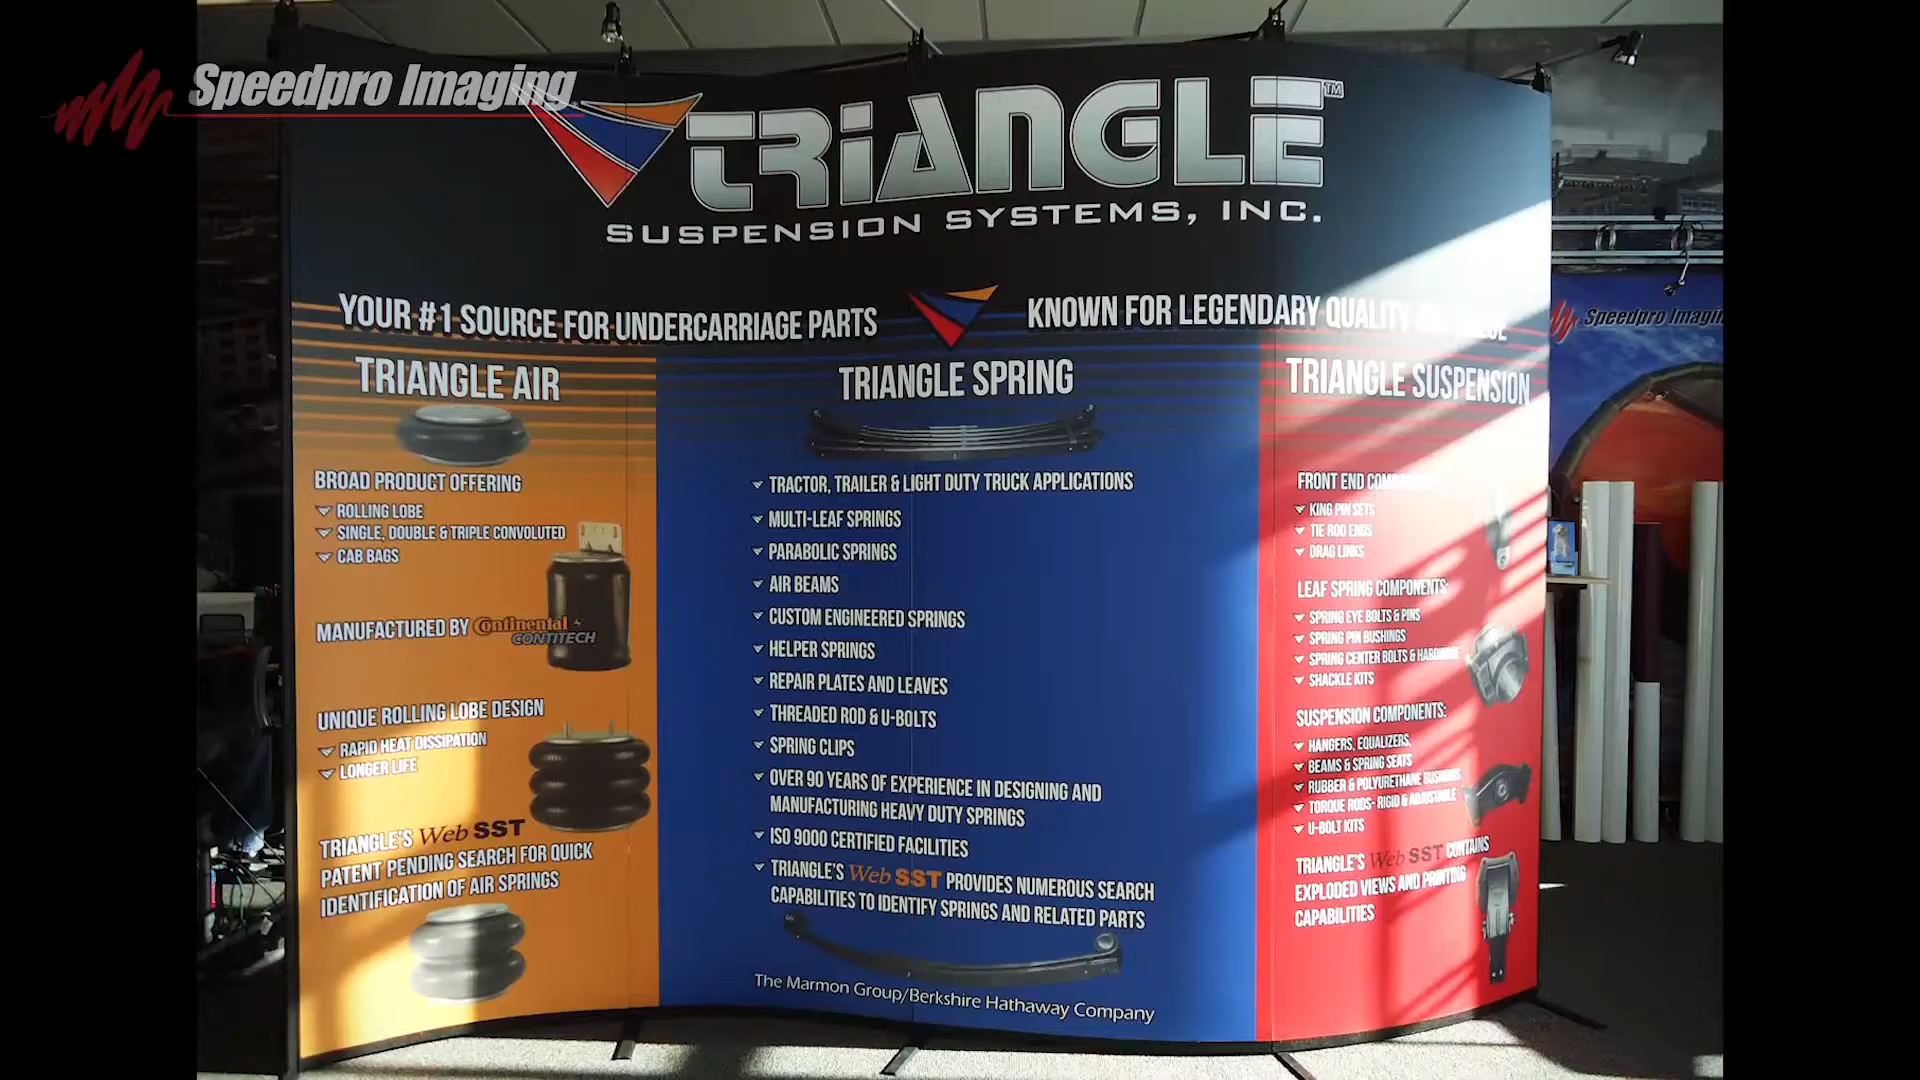 Speedpro Imaging
TRIANGLE™
SUSPENSION SYSTEMS, INC.
YOUR #1 SOURCE FOR UNDERCARRIAGE PARTS
KNOWN FOR LEGENDARY QUALITY
TRIANGLE AIR
BROAD PRODUCT OFFERING
ROLLING LOBE
SINGLE, DOUBLE & TRIPLE CONVOLUTED
CAB BAGS
MANUFACTURED BY Continental
CONTITECH
UNIQUE ROLLING LOBE DESIGN
RAPID HEAT DISSIPATION
LONGER LIFE
TRIANGLE'S Web SST
PATENT PENDING SEARCH FOR QUICK
IDENTIFICATION OF AIR SPRINGS
TRIANGLE SPRING
TRACTOR, TRAILER & LIGHT DUTY TRUCK APPLICATIONS
MULTI-LEAF SPRINGS
PARABOLIC SPRINGS
AIR BEAMS
CUSTOM ENGINEERED SPRINGS
HELPER SPRINGS
REPAIR PLATES AND LEAVES
THREADED ROD & U-BOLTS
SPRING CLIPS
OVER 90 YEARS OF EXPERIENCE IN DESIGNING AND
MANUFACTURING HEAVY DUTY SPRINGS
ISO 9000 CERTIFIED FACILITIES
TRIANGLE'S Web SST PROVIDES NUMEROUS SEARCH
CAPABILITIES TO IDENTIFY SPRINGS AND RELATED PARTS
The Marmon Group/Berkshire Hathaway Company
TRIANGLE SUSPENSION
FRONT END
KING PIN SETS
TIE ROD ENDS
DRAG LINKS
LEAF SPRING COMPONENTS:
SPRING EYE BOLTS & PINS
SPRING PIN BUSHINGS
SPRING CENTER BOLTS & HARDWARE
SHACKLE KITS
SUSPENSION COMPONENTS:
HANGERS, EQUALIZERS,
BEAMS & SPRING SEATS
RUBBER & POLYURETHANE BUSHINGS
TORQUE RODS- RIGID & ADJUSTABLE
U-BOLT KITS
TRIANGLE'S Web SST CONTAINS
EXPLODED VIEWS AND PRINTING
CAPABILITIES
Speedpro Imagin